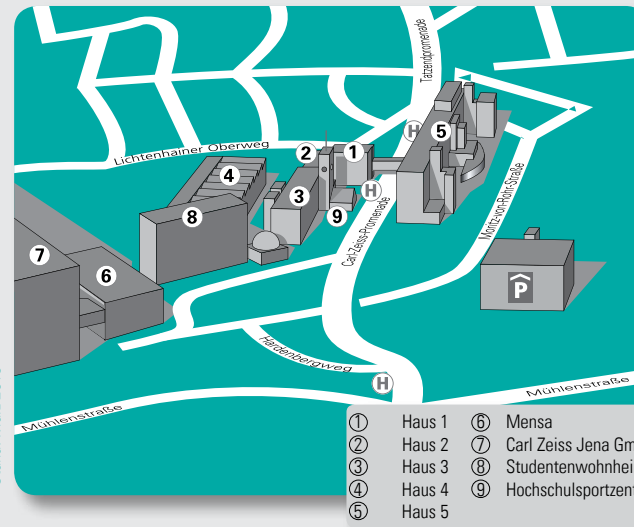 Tatzendpromenade
H
5
Lichtenhainer Oberweg
2
1
4
3
H
8
9
Moritz-von-Rohr-Straße
Carl-Zeiss-Promenade
7
6
P
Hardenbergweg
H
Mühlenstraße
Mühlenstraße
① Haus 1 ⑥ Mensa
② Haus 2 ⑦ Carl Zeiss Jena Gm
③ Haus 3 ⑧ Studentenwohnhei
④ Haus 4 ⑨ Hochschulsportzent
⑤ Haus 5